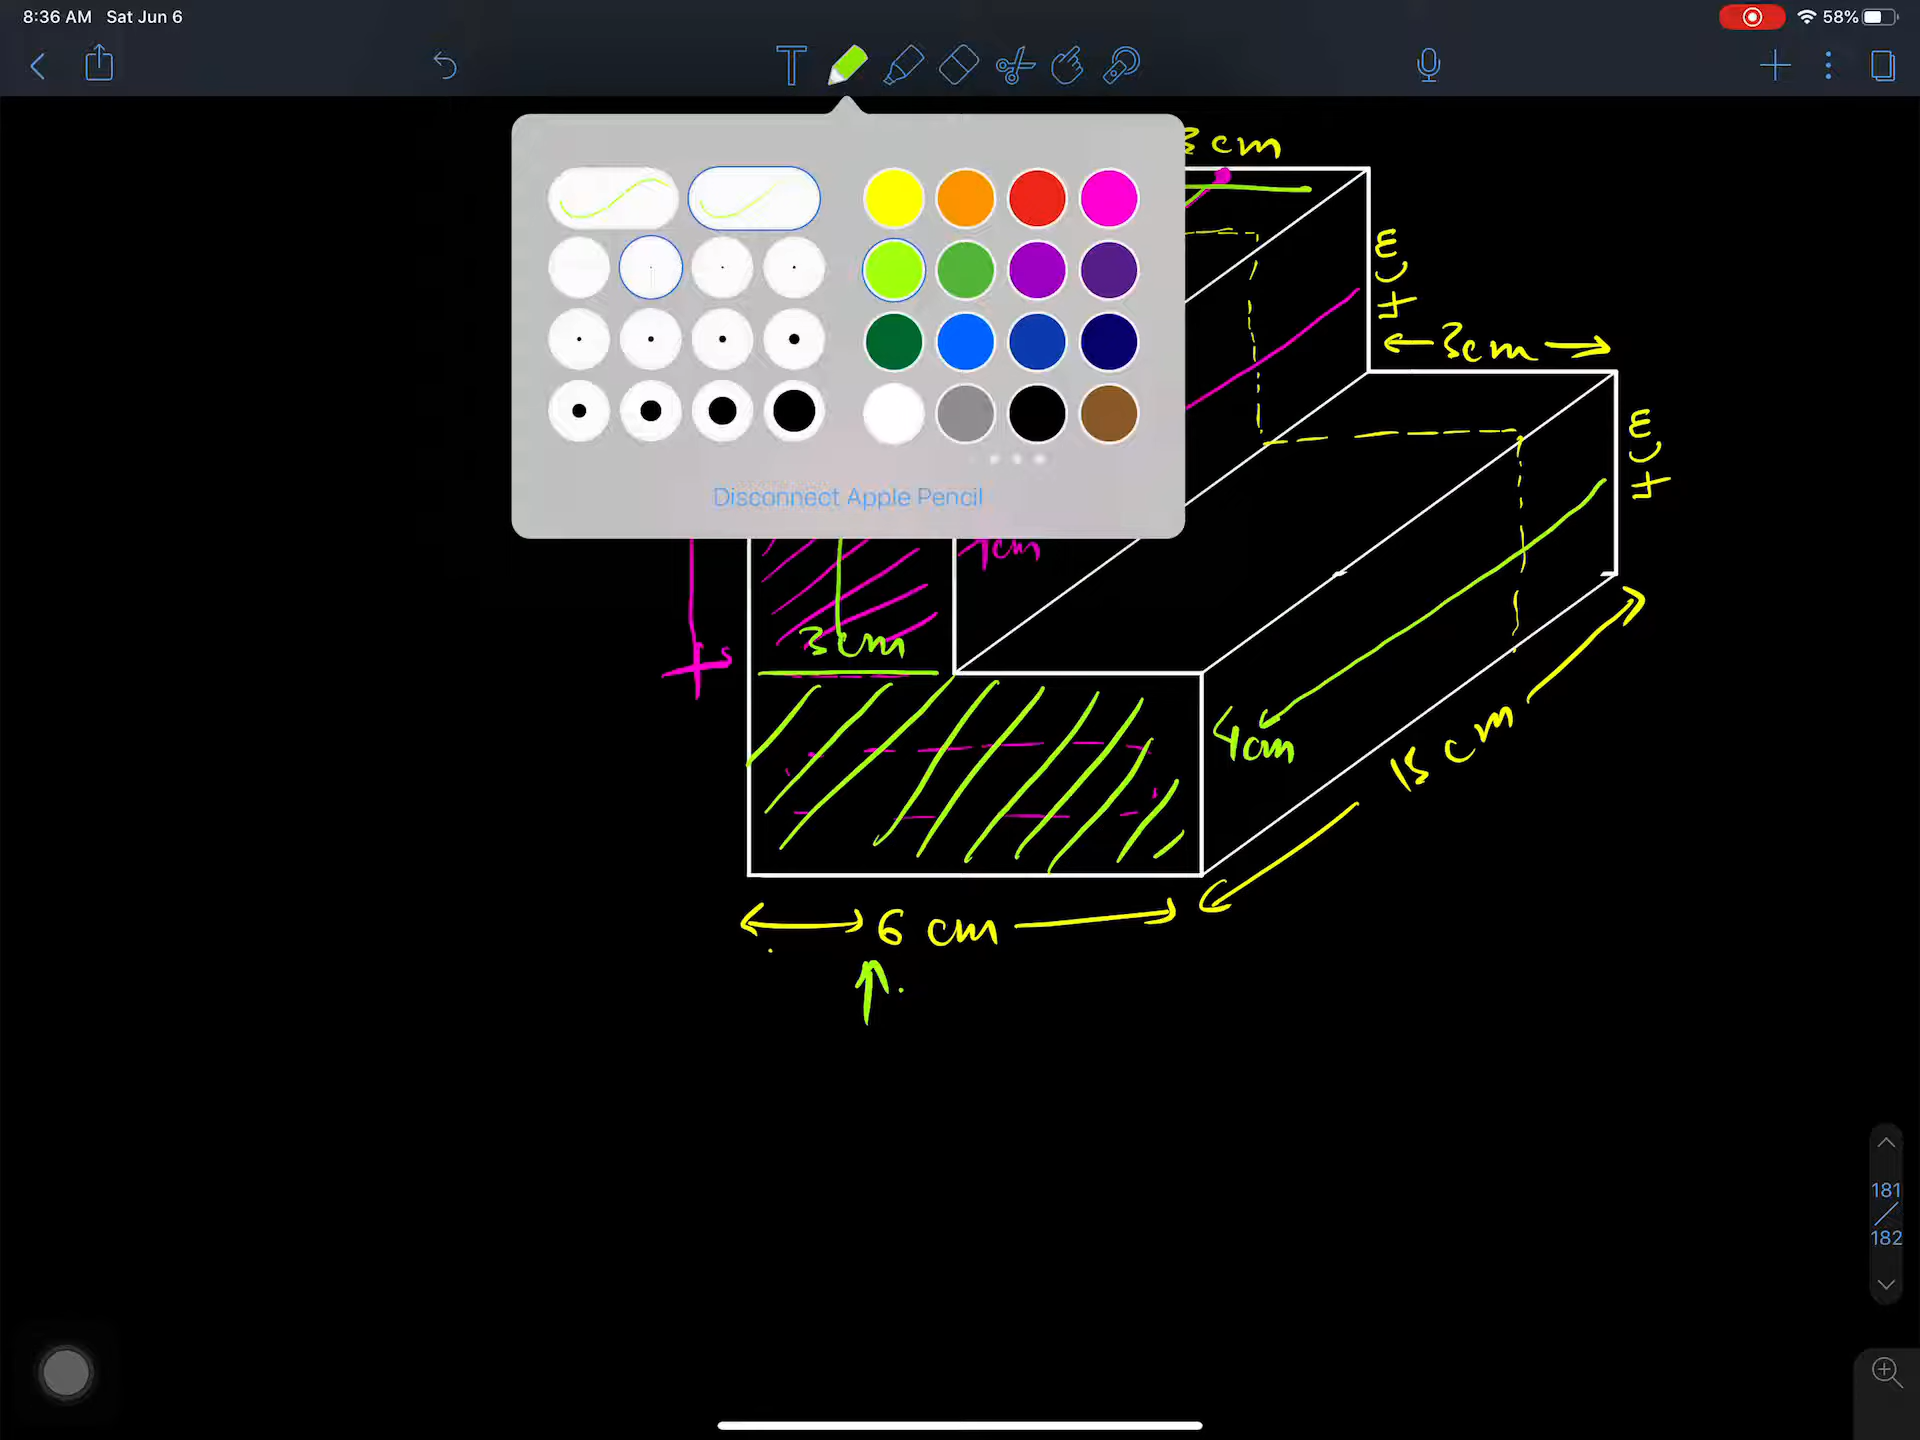 8:36 AM Sat Jun 6
58%
T
Disconnect Apple Pencil
3 cm
4 cm
3cm
4 cm
4cm
3cm
4cm
15 cm
6 cm
181
182